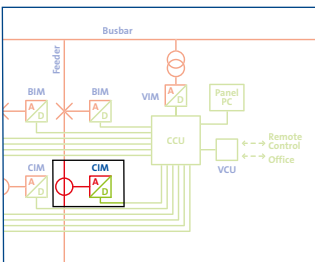 Busbar
Feeder
BIM
A
D
BIM
A
D
VIM
A
D
Panel
PC
CCU
VCU
Remote
Control
Office
CIM
A
D
CIM
A
D